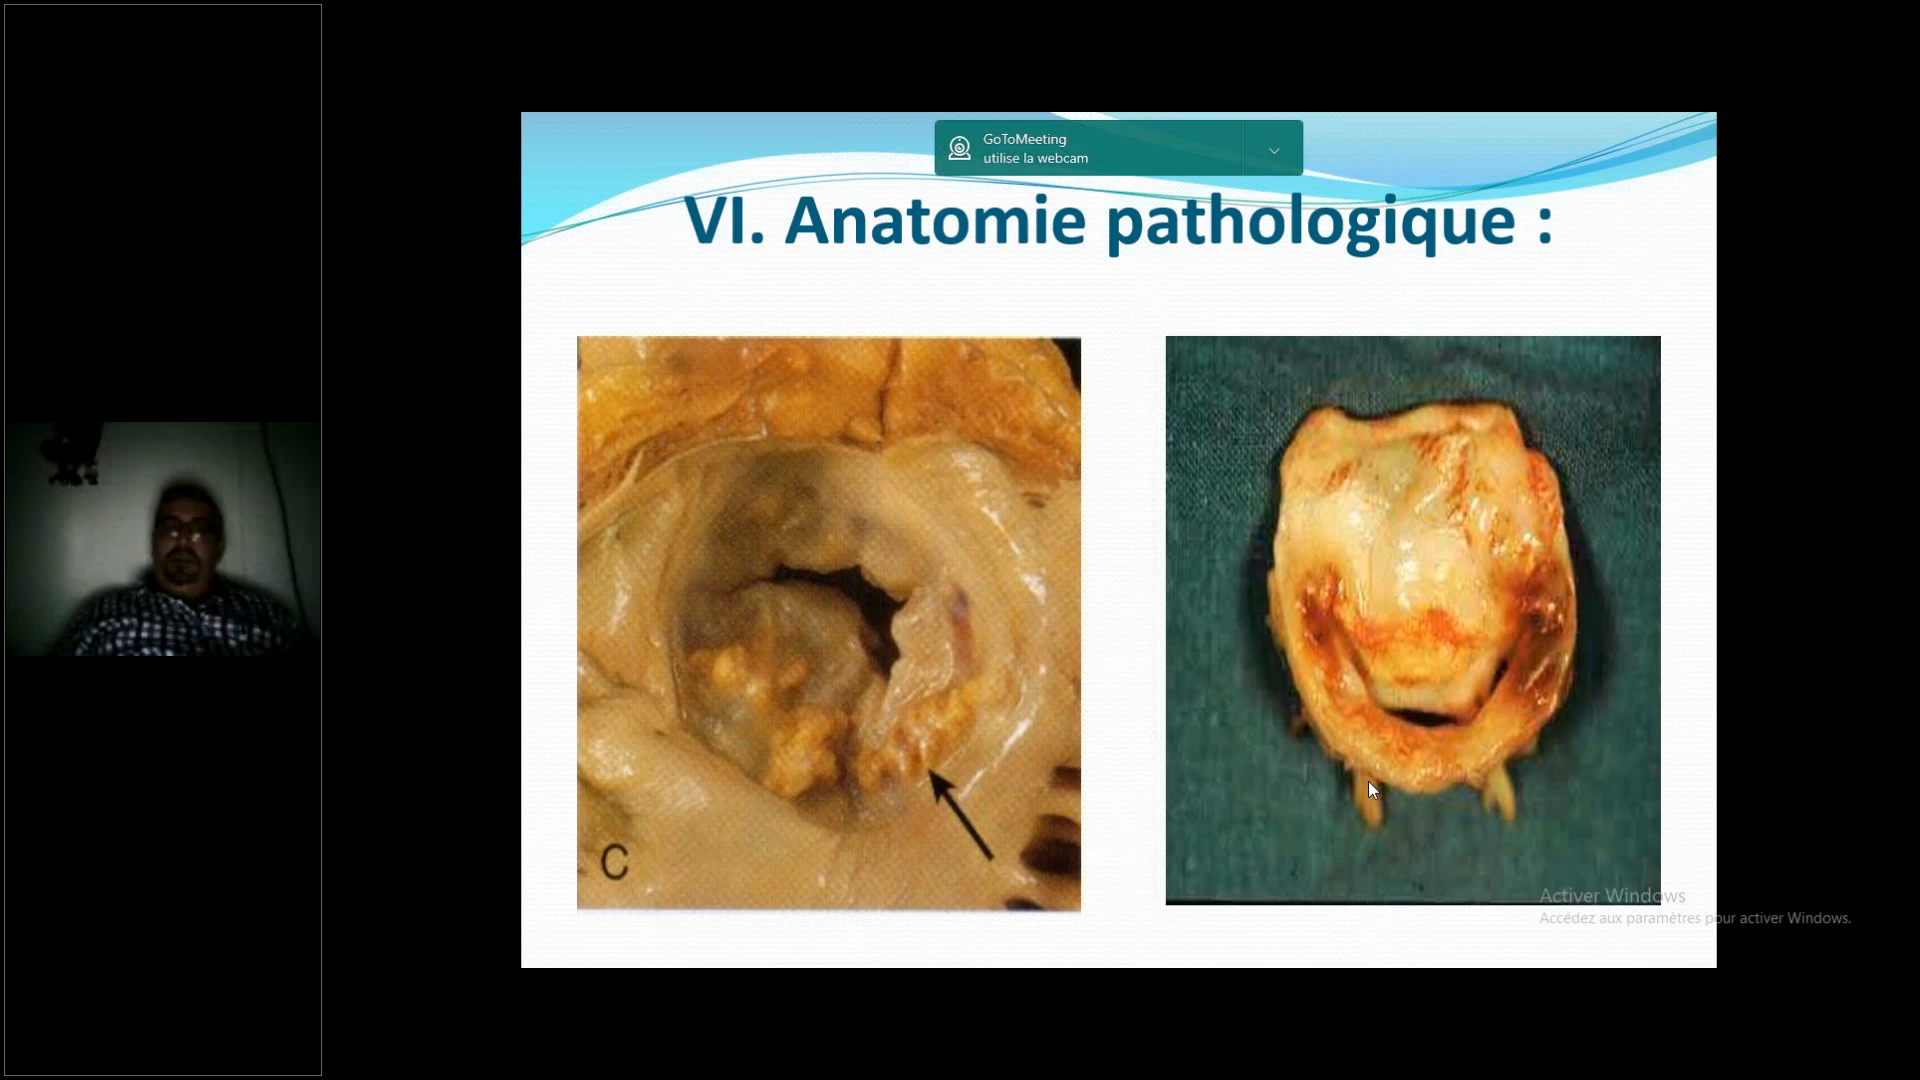 GoToMeeting
utilise la webcam
VI. Anatomie pathologique :
C
Activer Windows
Accédez aux paramètres pour activer Windows.